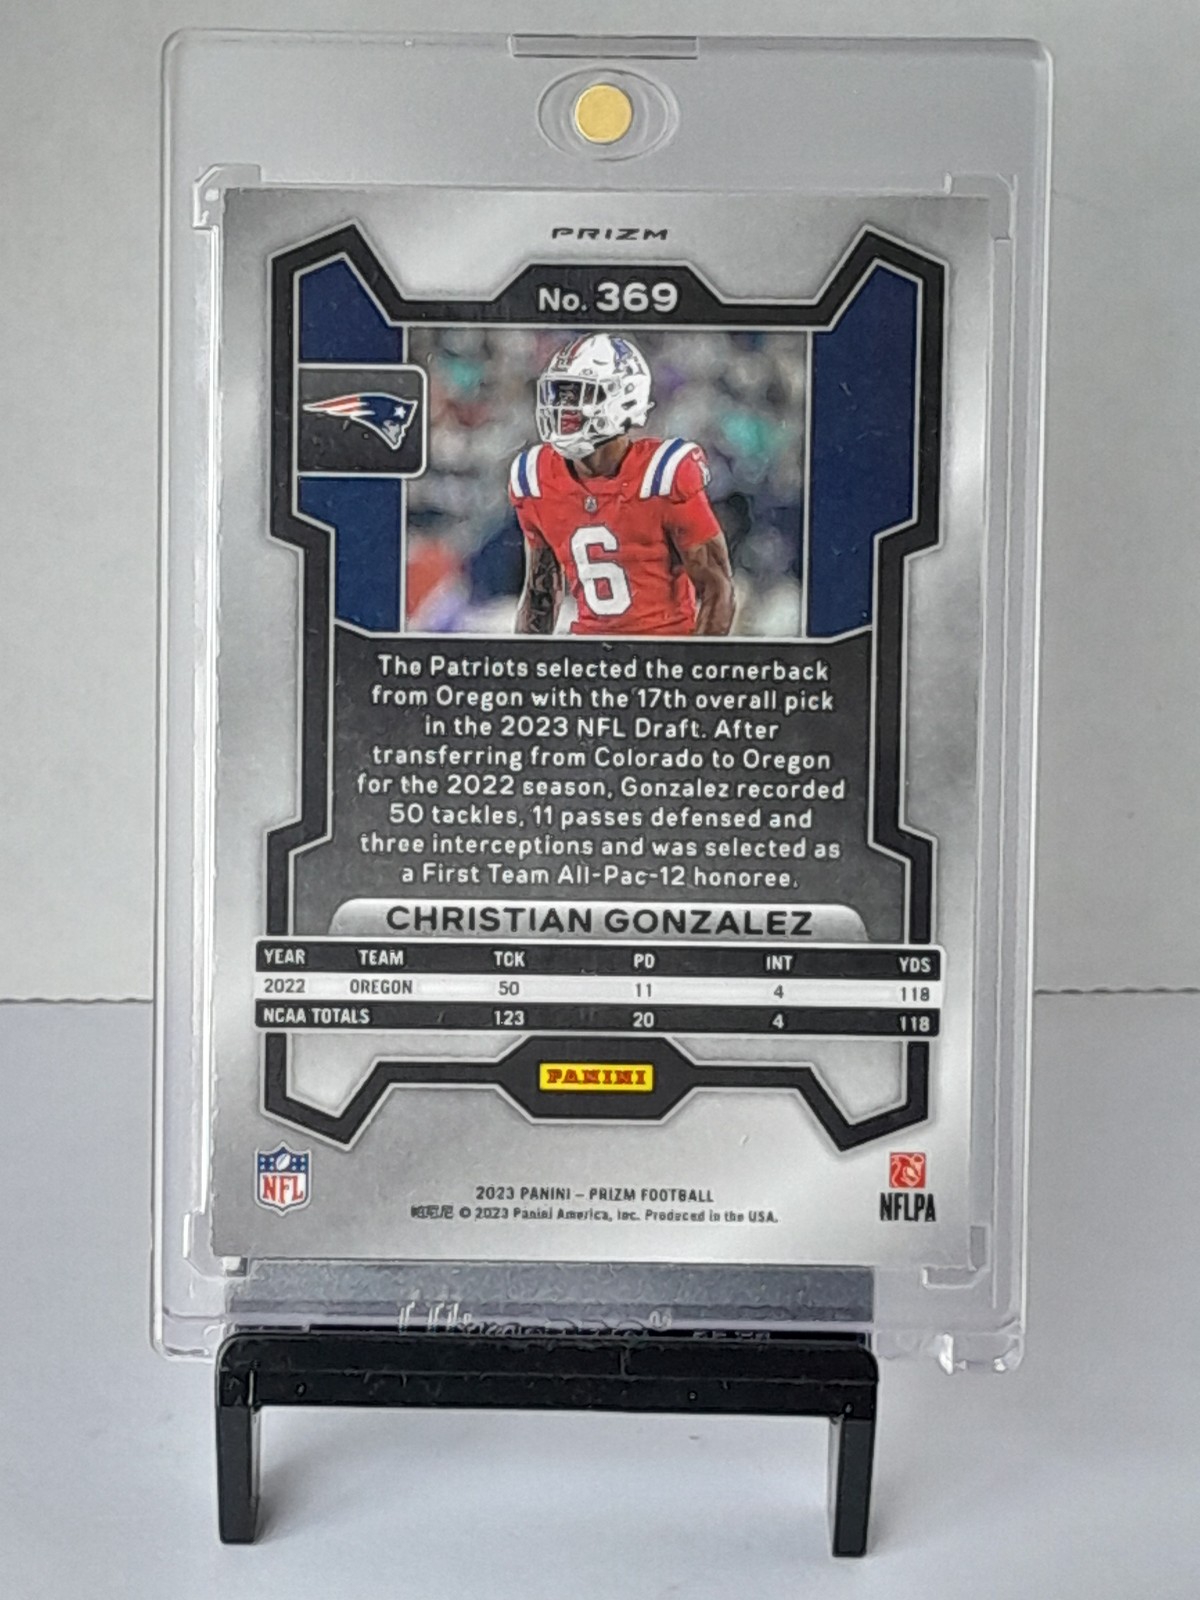 PRIZM
No. 369
6
6
The Patriots selected the cornerback
from Oregon with the 17th overall pick
in the 2023 NFL Draft. After
transferring from Colorado to Oregon
for the 2022 season, Gonzalez recorded
50 tackles, 11 passes defensed and
three interceptions and was selected as
a First Team All-Pac-12 honoree.
CHRISTIAN GONZALEZ
YEAR TEAM TCK PD INT YDS
2022 OREGON 50 11 4 118
NCAA TOTALS 123 20 4 118
PANINI
NFL
NFLPA
2023 PANINI – PRIZM FOOTBALL
© 2023 Panini America, Inc. Produced in the USA.